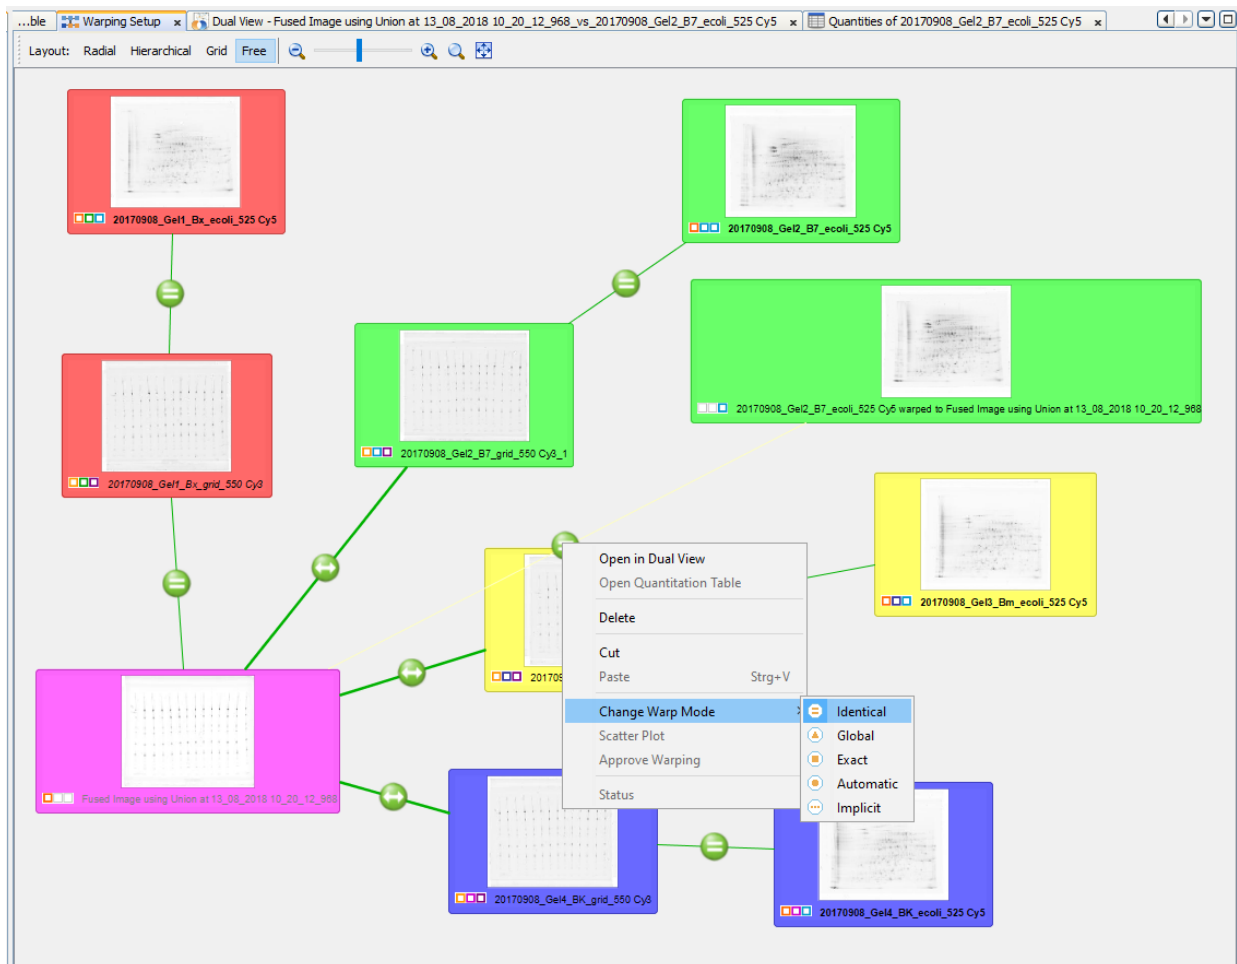 ...ble
Warping Setup
Dual View - Fused Image using Union at 13_08_2018 10_20_12_968_vs_20170908_Gel2_B7_ecoli_525 Cy5
Quantities of 20170908_Gel2_B7_ecoli_525 Cy5
Layout: Radial Hierarchical Grid Free
20170908_Gel1_Bx_ecoli_525 Cy5
20170908_Gel2_B7_ecoli_525 Cy5
20170908_Gel2_B7_ecoli_525 Cy5 warped to Fused Image using Union at 13_08_2018 10_20_12_968
20170908_Gel2_B7_grid_550 Cy3_1
20170908_Gel1_Bx_grid_550 Cy3
20170908_Gel3_Bm_ecoli_525 Cy5
201709
Fused Image using Union at 13_08_2018 10_20_12_968
20170908_Gel4_BK_grid_550 Cy3
20170908_Gel4_BK_ecoli_525 Cy5
Open in Dual View
Open Quantitation Table
Delete
Cut
Paste Strg+V
Change Warp Mode
Scatter Plot
Approve Warping
Status
Identical
Global
Exact
Automatic
Implicit